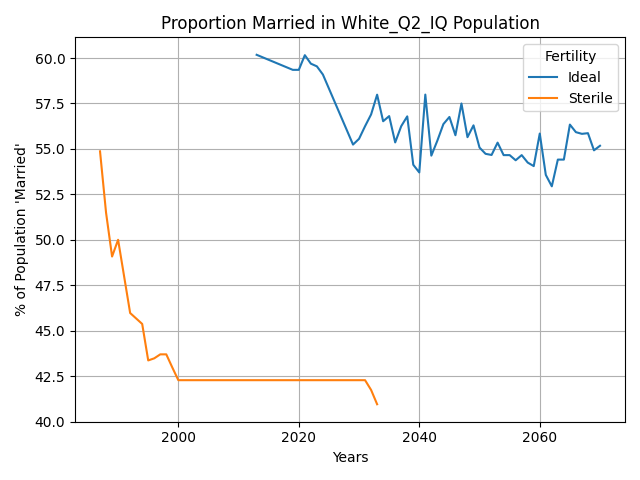 Proportion Married in White_Q2_IQ Population
Fertility
Ideal
Sterile
% of Population 'Married'
60.0
57.5
55.0
52.5
50.0
47.5
45.0
42.5
40.0
2000
2020
2040
2060
Years